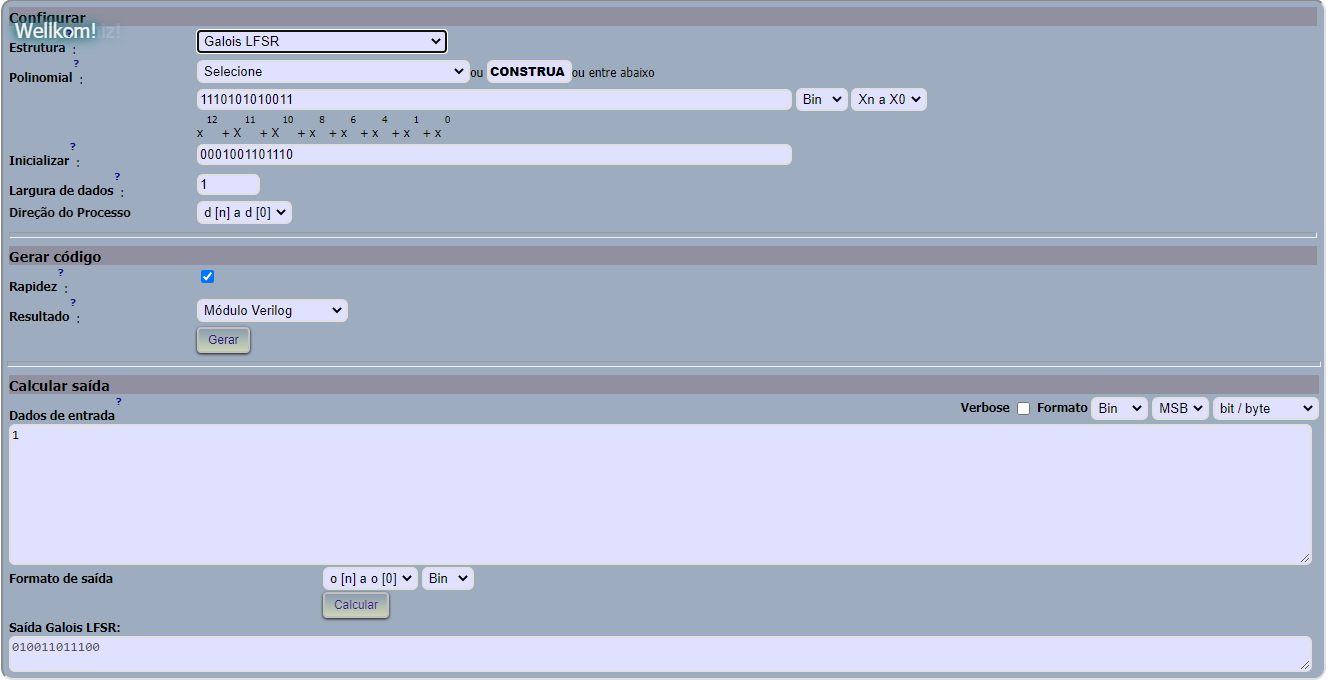 Configurar
Wellkom! iz!
Estrutura ? : Galois LFSR
Polinomial ? : Selecione ou CONSTRUA ou entre abaixo
1110101010011 Bin Xn a X0
12 11 10 8 6 4 1 0
x + X + X + x + x + x + x + x
Inicializar ? : 0001001101110
Largura de dados ? : 1
Direção do Processo d [n] a d [0]
Gerar código
Rapidez ? :
Resultado ? : Módulo Verilog
Gerar
Calcular saída
Dados de entrada ? Verbose Formato Bin MSB bit / byte
1
Formato de saída o [n] a o [0] Bin
Calcular
Saída Galois LFSR:
010011011100